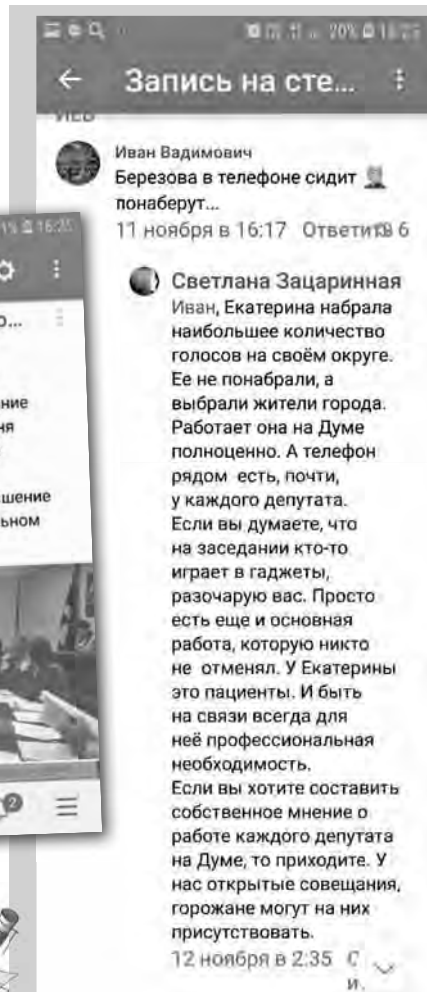 20%
Запись на сте...
Иван Вадимович
Березова в телефоне сидит
понаберут...
11 ноября в 16:17 Ответить 6
Светлана Зацаринная
Иван, Екатерина набрала
наибольшее количество
голосов на своём округе.
Ее не понабрали, а
выбрали жители города.
Работает она на Думе
полноценно. А телефон
рядом есть, почти,
у каждого депутата.
Если вы думаете, что
на заседании кто-то
играет в гаджеты,
разочарую вас. Просто
есть еще и основная
работа, которую никто
не отменял. У Екатерины
это пациенты. И быть
на связи всегда для
неё профессиональная
необходимость.
Если вы хотите составить
собственное мнение о
работе каждого депутата
на Думе, то приходите. У
нас открытые совещания,
горожане могут на них
присутствовать.
12 ноября в 2:35
2